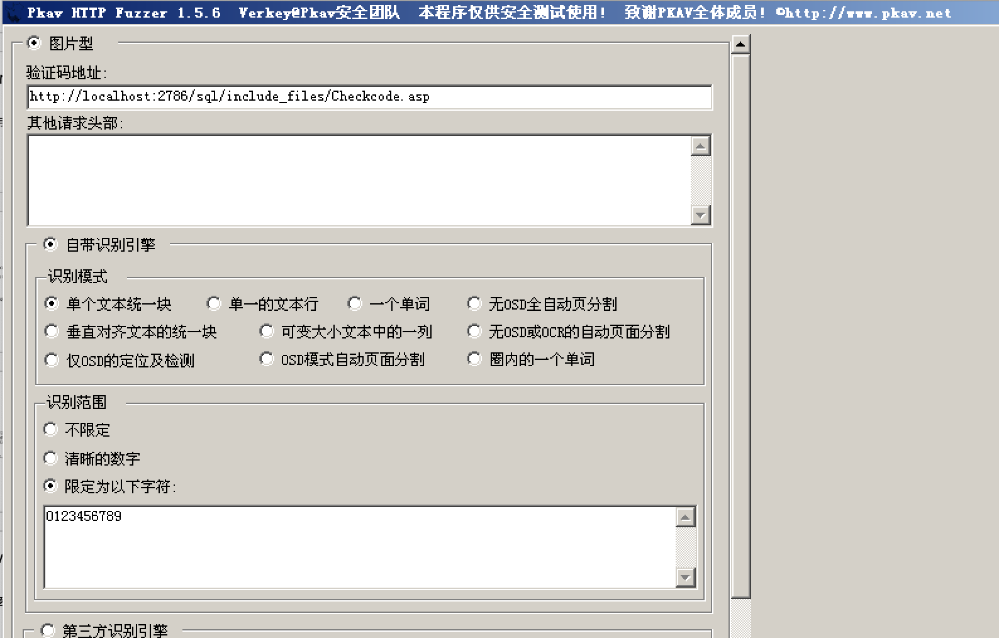 Pkav HTTP Fuzzer 1.5.6 Verkey@Pkav安全团队 本程序仅供安全测试使用! 致谢PKAV全体成员! ©http://www.pkav.net
图片型
验证码地址:
http://localhost:2786/sql/include_files/Checkcode.asp
其他请求头部:
自带识别引擎
识别模式
单个文本统一块 单一的文本行 一个单词 无OSD全自动页分割
垂直对齐文本的统一块 可变大小文本中的一列 无OSD或OCR的自动页面分割
仅OSD的定位及检测 OSD模式自动页面分割 圈内的一个单词
识别范围
不限定
清晰的数字
限定为以下字符:
0123456789
第三方识别引擎